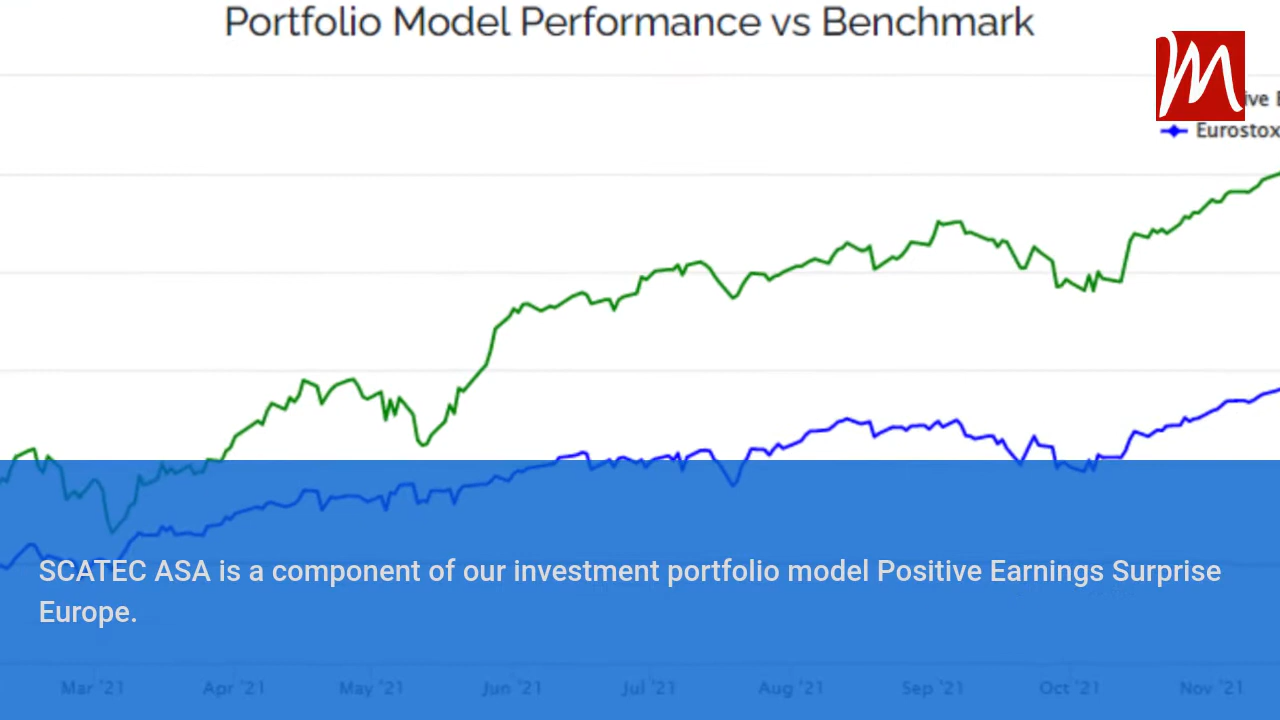 Portfolio Model Performance vs Benchmark
M
ive E
Eurostox
SCATEC ASA is a component of our investment portfolio model Positive Earnings Surprise
Europe.
Mar '21 Apr '21 May '21 Jun '21 Jul '21 Aug '21 Sep '21 Oct '21 Nov '21